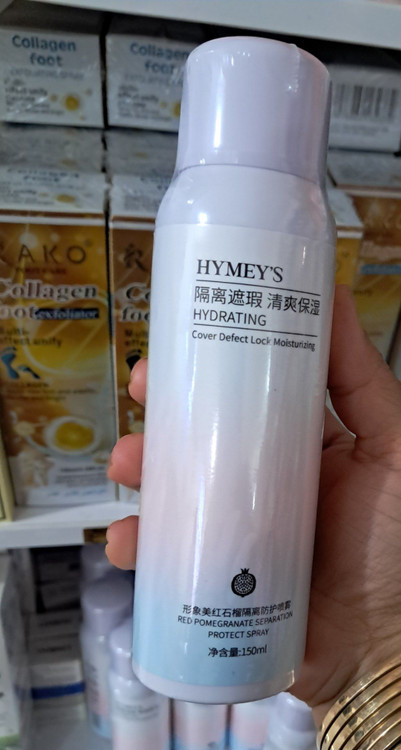 Collagen
foot
Collagen
foot
AKO
Collagen
foot exfoliator
HYMEY'S
隔离遮瑕 清爽保湿
HYDRATING
Cover Defect Lock Moisturizing
形象美红石榴隔离防护喷雾
RED POMEGRANATE SEPARATION
PROTECT SPRAY
净含量:150ml